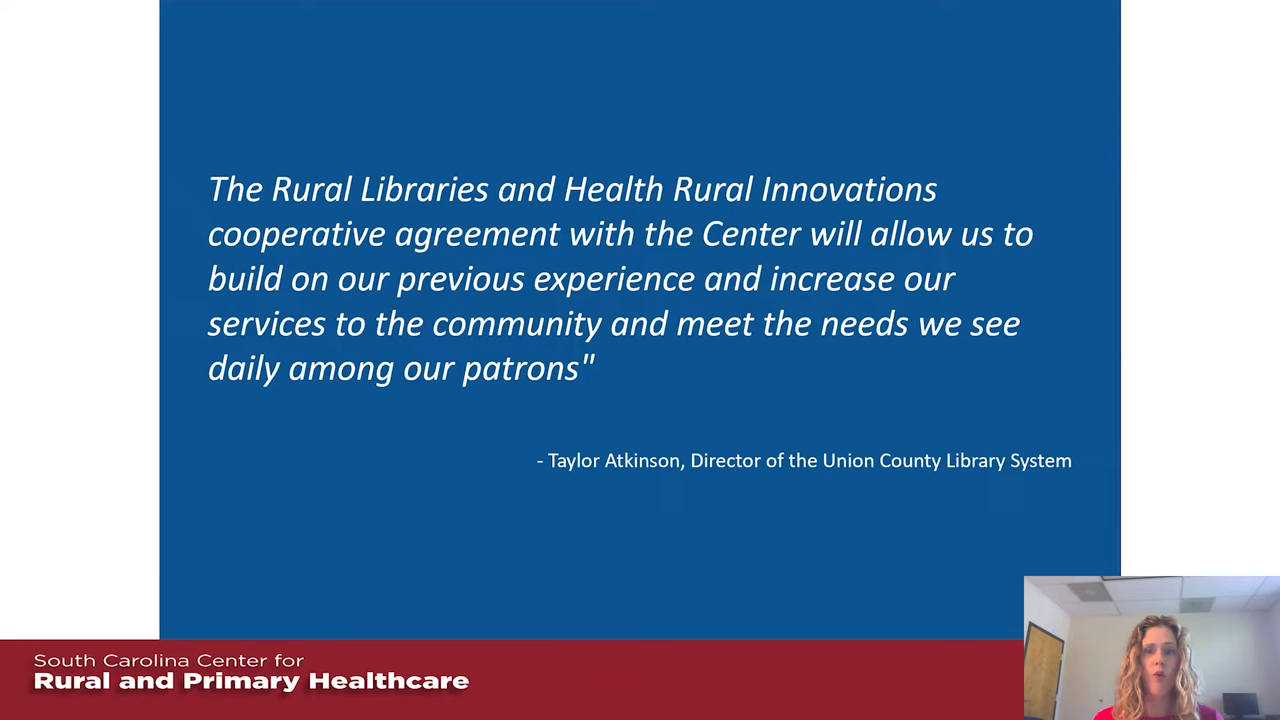 The Rural Libraries and Health Rural Innovations
cooperative agreement with the Center will allow us to
build on our previous experience and increase our
services to the community and meet the needs we see
daily among our patrons"
- Taylor Atkinson, Director of the Union County Library System
South Carolina Center for
Rural and Primary Healthcare